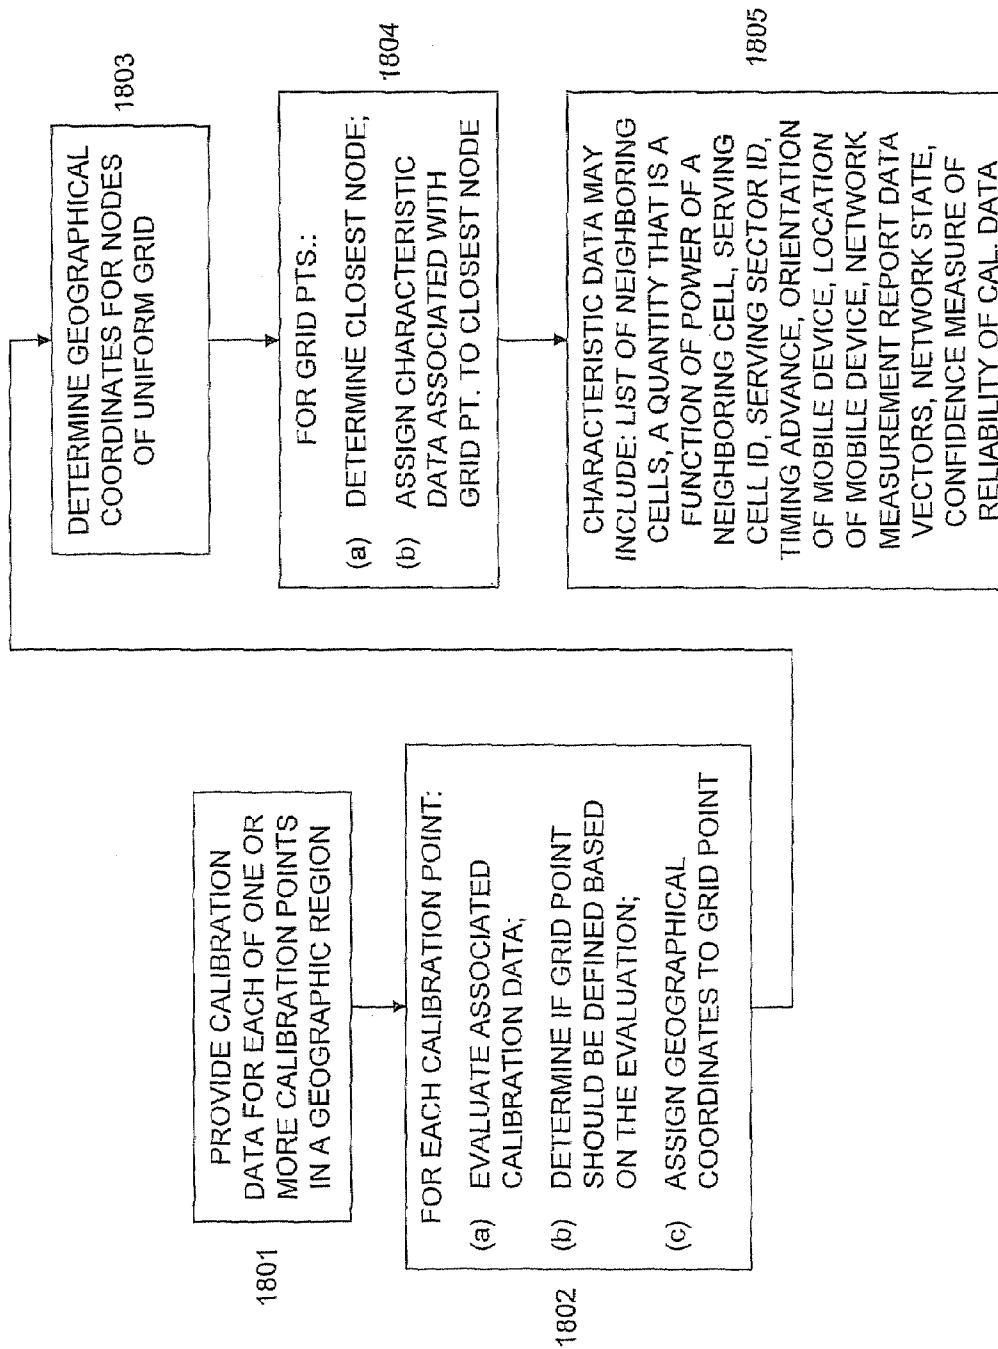 1801
PROVIDE CALIBRATION
DATA FOR EACH OF ONE OR
MORE CALIBRATION POINTS
IN A GEOGRAPHIC REGION
1802
FOR EACH CALIBRATION POINT:
(a) EVALUATE ASSOCIATED
CALIBRATION DATA;
(b) DETERMINE IF GRID POINT
SHOULD BE DEFINED BASED
ON THE EVALUATION;
(c) ASSIGN GEOGRAPHICAL
COORDINATES TO GRID POINT
1803
DETERMINE GEOGRAPHICAL
COORDINATES FOR NODES
OF UNIFORM GRID
1804
FOR GRID PTS.:
(a) DETERMINE CLOSEST NODE;
(b) ASSIGN CHARACTERISTIC
DATA ASSOCIATED WITH
GRID PT. TO CLOSEST NODE
1805
CHARACTERISTIC DATA MAY
INCLUDE: LIST OF NEIGHBORING
CELLS, A QUANTITY THAT IS A
FUNCTION OF POWER OF A
NEIGHBORING CELL, SERVING
CELL ID, SERVING SECTOR ID,
TIMING ADVANCE, ORIENTATION
OF MOBILE DEVICE, LOCATION
OF MOBILE DEVICE, NETWORK
MEASUREMENT REPORT DATA
VECTORS, NETWORK STATE,
CONFIDENCE MEASURE OF
RELIABILITY OF CAL. DATA